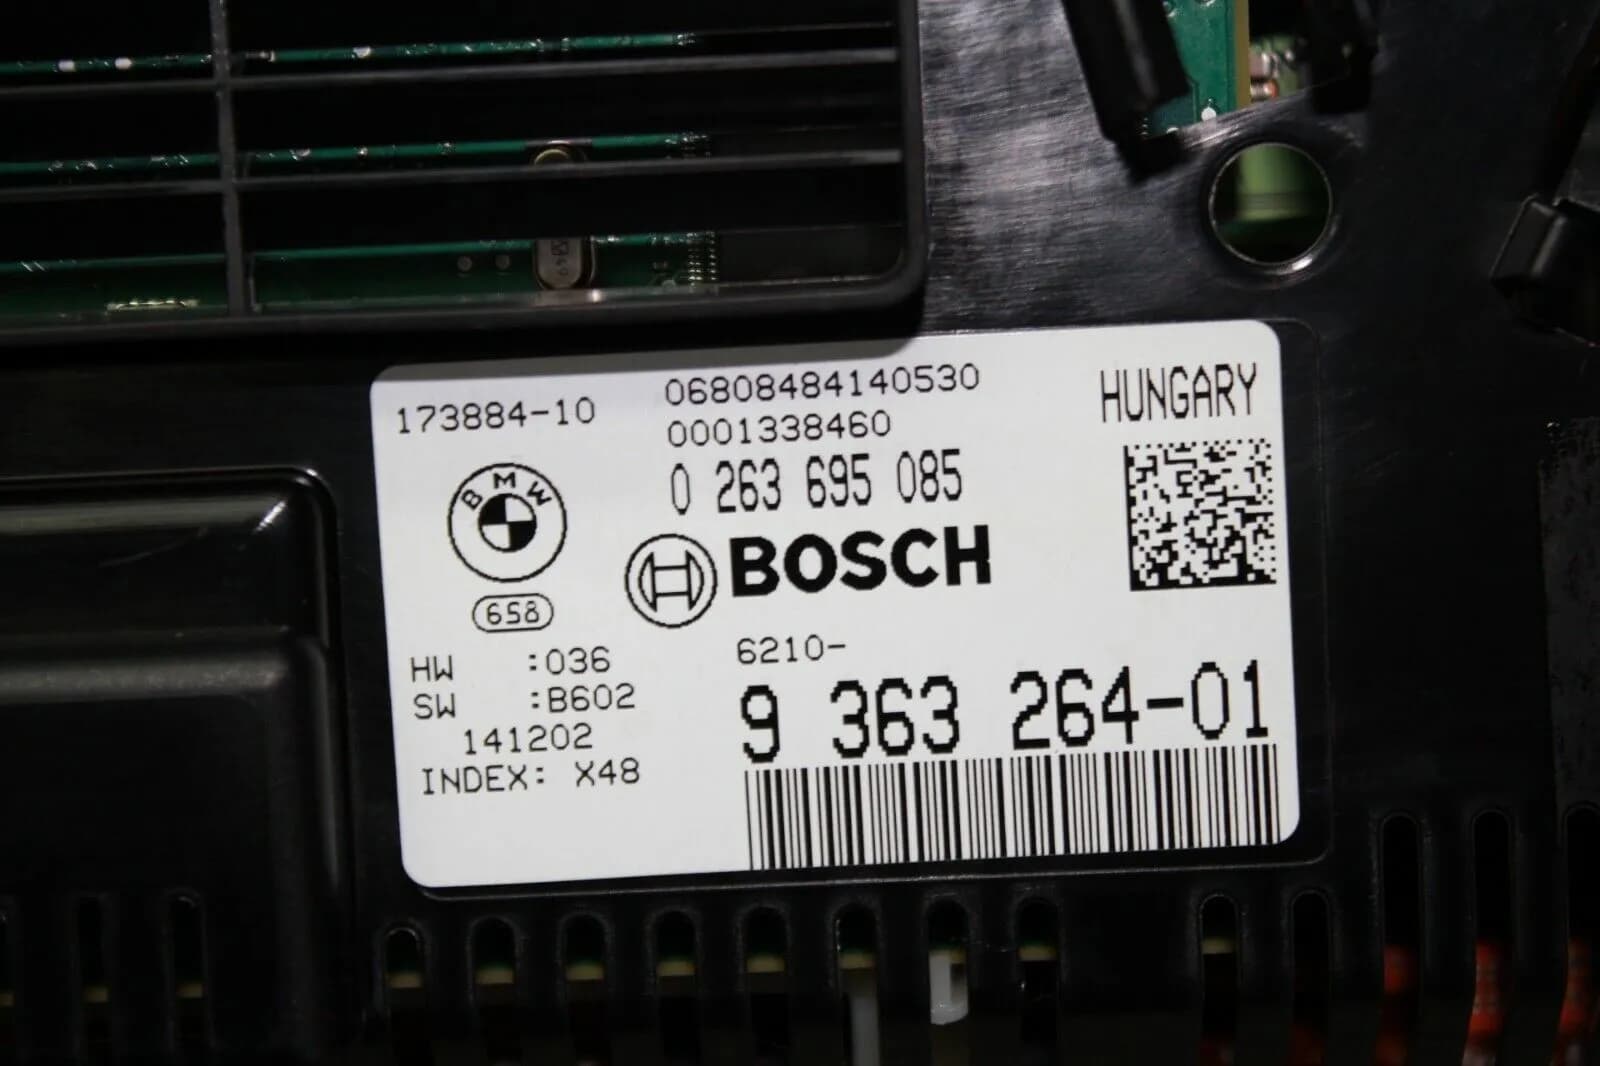 173884-10
06808484140530
0001338460
0 263 695 085
HUNGARY
BMW
BOSCH
658
HW :036
SW :B602
141202
INDEX: X48
6210-
9 363 264-01